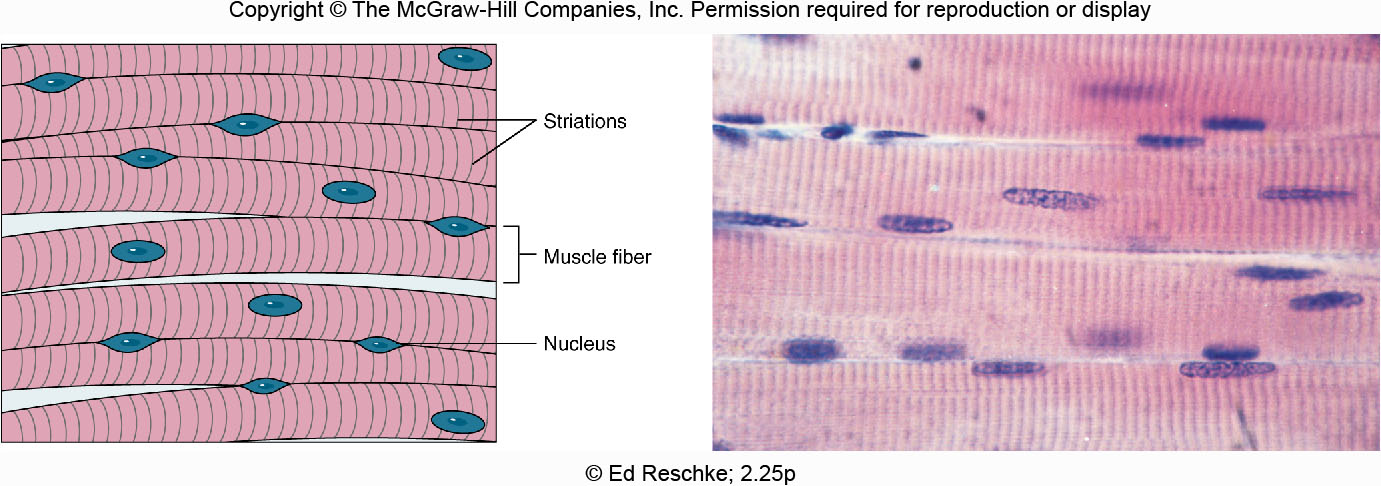 Copyright © The McGraw-Hill Companies, Inc. Permission required for reproduction or display
Striations
Muscle fiber
Nucleus
© Ed Reschke; 2.25p